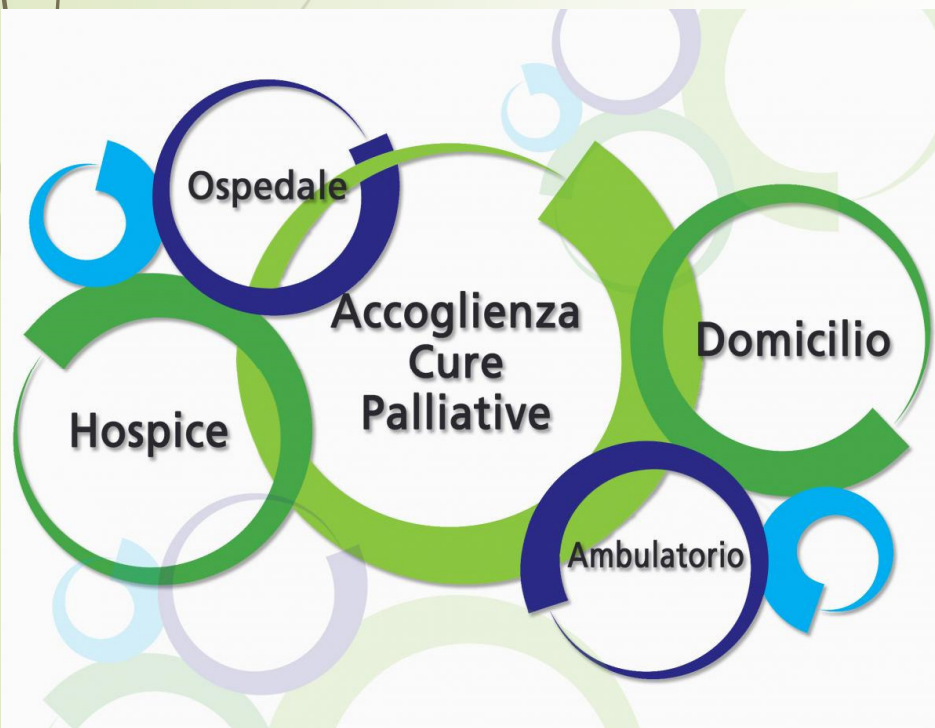 Ospedale
Accoglienza
Cure
Palliative
Domicilio
Hospice
Ambulatorio